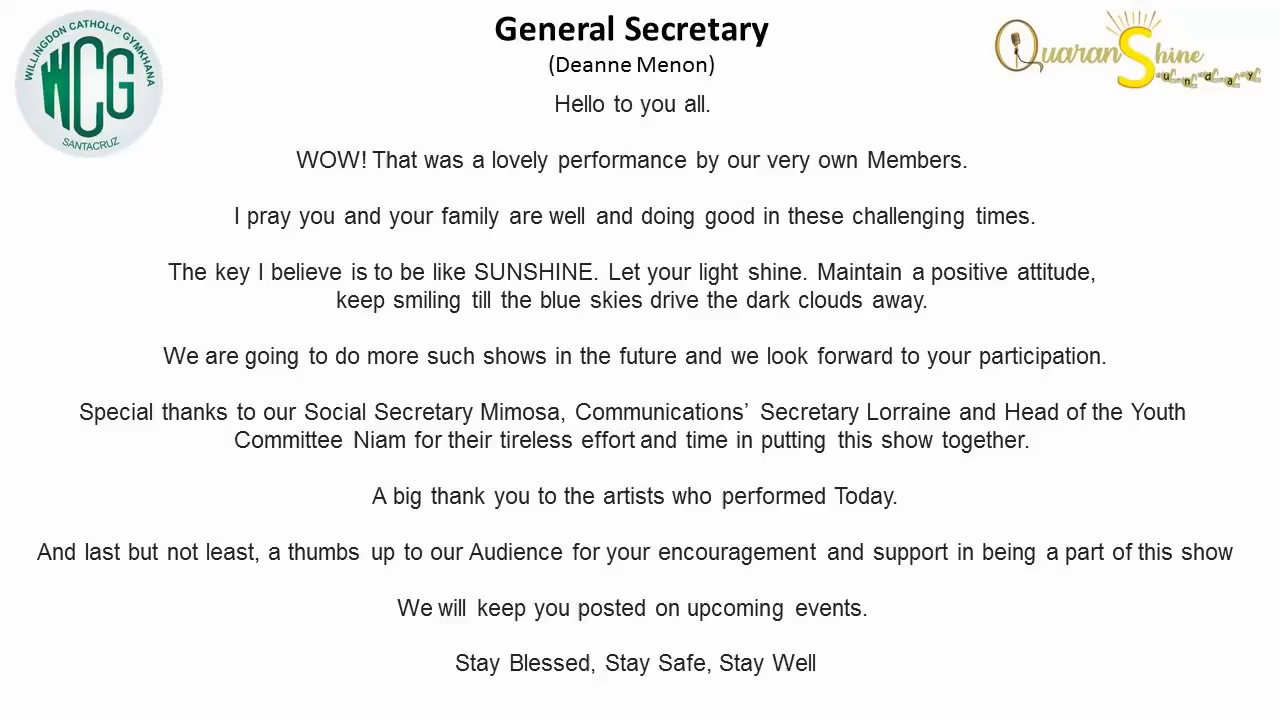 General Secretary
(Deanne Menon)
WILLINGDON CATHOLIC GYMKHANA
WCG
SANTACRUZ
QuaranShine
Sunday
Hello to you all.
WOW! That was a lovely performance by our very own Members.
I pray you and your family are well and doing good in these challenging times.
The key I believe is to be like SUNSHINE. Let your light shine. Maintain a positive attitude,
keep smiling till the blue skies drive the dark clouds away.
We are going to do more such shows in the future and we look forward to your participation.
Special thanks to our Social Secretary Mimosa, Communications’ Secretary Lorraine and Head of the Youth
Committee Niam for their tireless effort and time in putting this show together.
A big thank you to the artists who performed Today.
And last but not least, a thumbs up to our Audience for your encouragement and support in being a part of this show
We will keep you posted on upcoming events.
Stay Blessed, Stay Safe, Stay Well